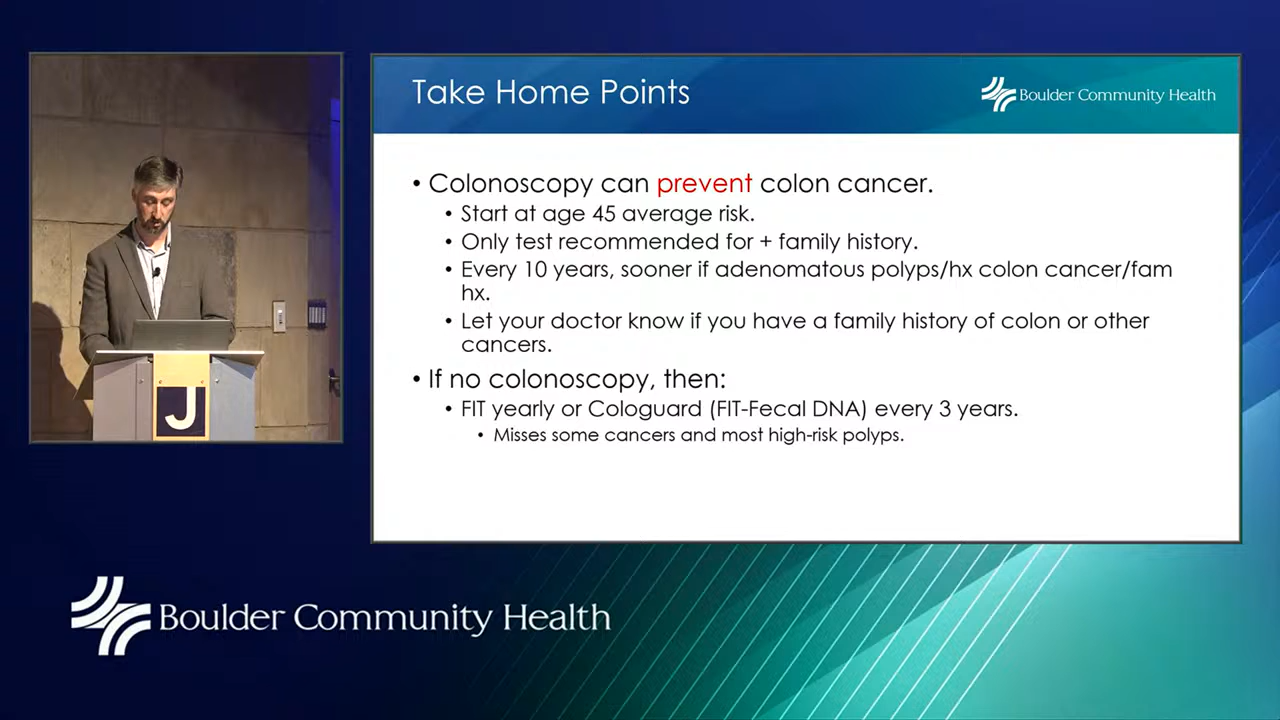 Take Home Points
Boulder Community Health
• Colonoscopy can prevent colon cancer.
• Start at age 45 average risk.
• Only test recommended for + family history.
• Every 10 years, sooner if adenomatous polyps/hx colon cancer/fam
hx.
• Let your doctor know if you have a family history of colon or other
cancers.
• If no colonoscopy, then:
• FIT yearly or Cologuard (FIT-Fecal DNA) every 3 years.
• Misses some cancers and most high-risk polyps.
J
Boulder Community Health